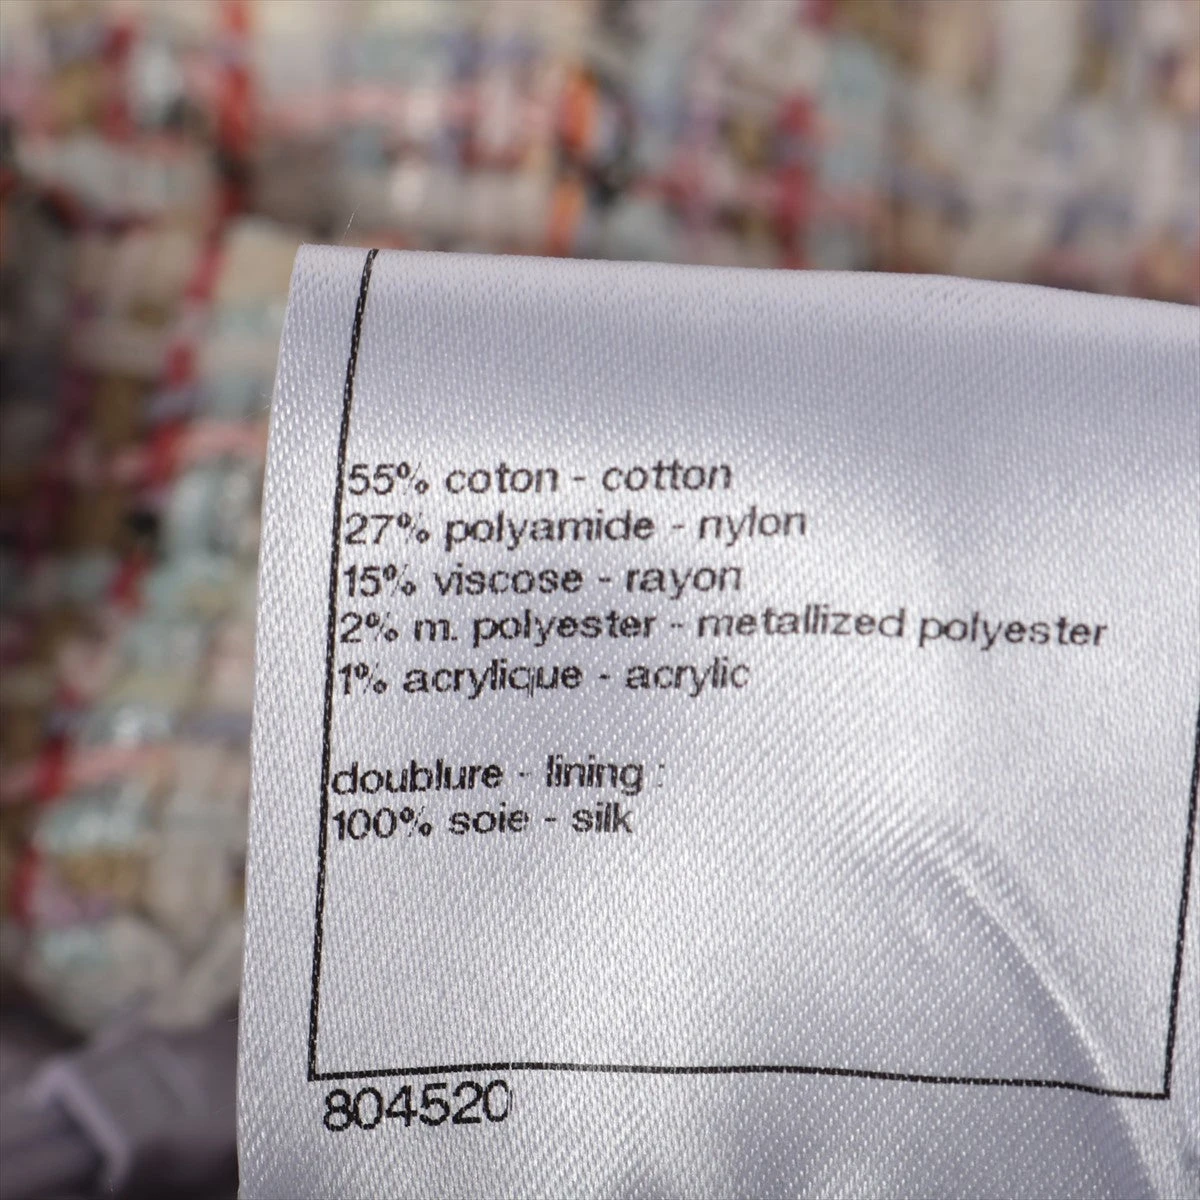 55% coton - cotton
27% polyamide - nylon
15% viscose - rayon
2% m. polyester - metallized polyester
1% acrylique - acrylic
doublure - lining :
100% soie - silk
804520